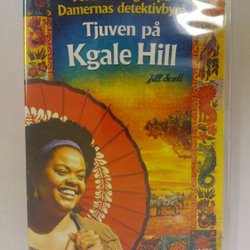 Damernas detektivbyrå
Tjuven på
Kgale Hill
Jill Scott